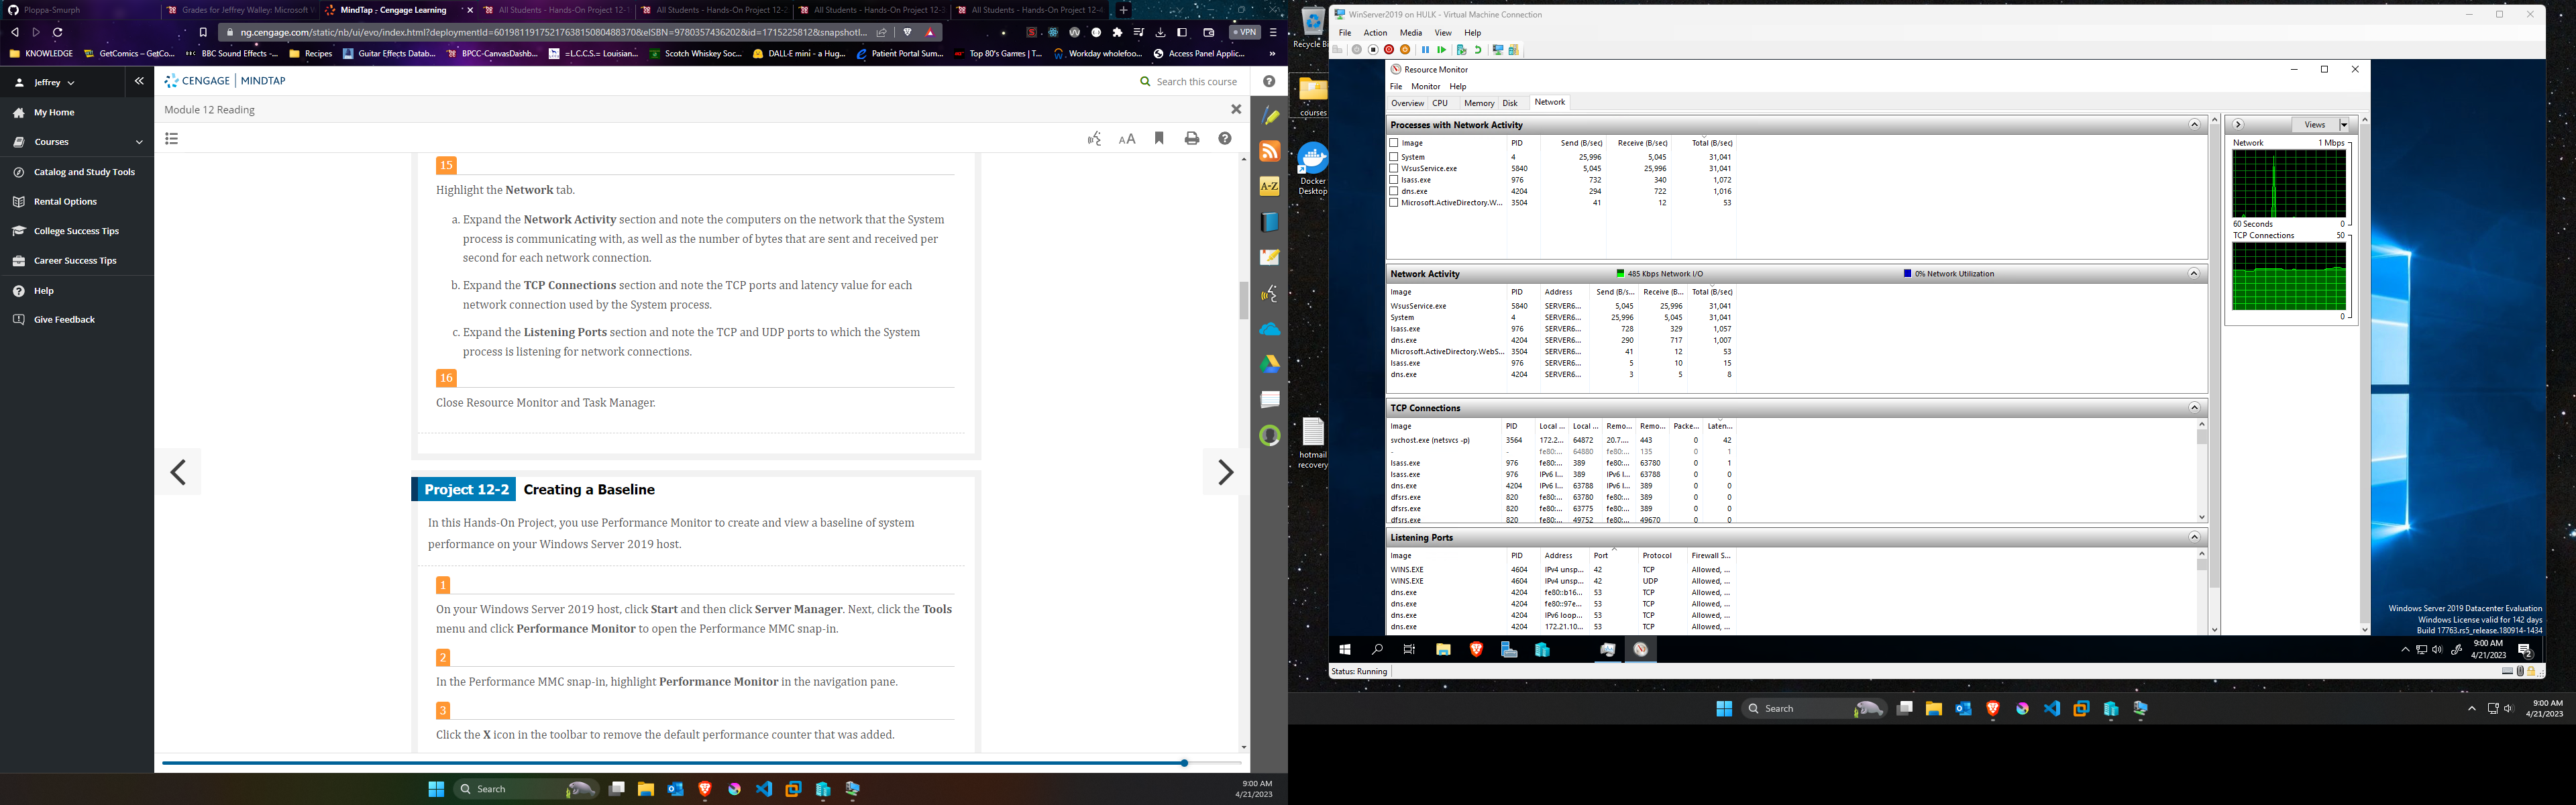 Ploppa-Smurph
Grades for Jeffrey Walley: Microsoft W
MindTap - Cengage Learning
All Students - Hands-On Project 12-1
All Students - Hands-On Project 12-2
All Students - Hands-On Project 12-3
All Students - Hands-On Project 12-4
ng.cengage.com/static/nb/ui/evo/index.html?deploymentId=6019811917521763815080488370&eISBN=9780357436202&id=1715225812&snapshotI...
VPN
KNOWLEDGE
GetComics – GetCo...
BBC Sound Effects -...
Recipes
Guitar Effects Datab...
BPCC-CanvasDashb...
=L.C.C.S.= Louisian...
Scotch Whiskey Soc...
DALL·E mini - a Hug...
Patient Portal Sum...
Top 80's Games | T...
Workday wholefoo...
Access Panel Applic...
Jeffrey
My Home
Courses
Catalog and Study Tools
Rental Options
College Success Tips
Career Success Tips
Help
Give Feedback
CENGAGE | MINDTAP
Search this course
Module 12 Reading
AA
A-Z
15
Highlight the Network tab.
a. Expand the Network Activity section and note the computers on the network that the System
process is communicating with, as well as the number of bytes that are sent and received per
second for each network connection.
b. Expand the TCP Connections section and note the TCP ports and latency value for each
network connection used by the System process.
c. Expand the Listening Ports section and note the TCP and UDP ports to which the System
process is listening for network connections.
16
Close Resource Monitor and Task Manager.
Project 12-2 Creating a Baseline
In this Hands-On Project, you use Performance Monitor to create and view a baseline of system
performance on your Windows Server 2019 host.
1
On your Windows Server 2019 host, click Start and then click Server Manager. Next, click the Tools
menu and click Performance Monitor to open the Performance MMC snap-in.
2
In the Performance MMC snap-in, highlight Performance Monitor in the navigation pane.
3
Click the X icon in the toolbar to remove the default performance counter that was added.
Search
9:00 AM
4/21/2023
Recycle Bi
courses
Docker
Desktop
hotmail
recovery
WinServer2019 on HULK - Virtual Machine Connection
File Action Media View Help
Resource Monitor
File Monitor Help
Overview CPU Memory Disk Network
Processes with Network Activity
Image PID Send (B/sec) Receive (B/sec) Total (B/sec)
System 4 25,996 5,045 31,041
WsusService.exe 5840 5,045 25,996 31,041
lsass.exe 976 732 340 1,072
dns.exe 4204 294 722 1,016
Microsoft.ActiveDirectory.W... 3504 41 12 53
Network Activity 485 Kbps Network I/O 0% Network Utilization
Image PID Address Send (B/s... Receive (B... Total (B/sec)
WsusService.exe 5840 SERVER6... 5,045 25,996 31,041
System 4 SERVER6... 25,996 5,045 31,041
lsass.exe 976 SERVER6... 728 329 1,057
dns.exe 4204 SERVER6... 290 717 1,007
Microsoft.ActiveDirectory.WebS... 3504 SERVER6... 41 12 53
lsass.exe 976 SERVER6... 5 10 15
dns.exe 4204 SERVER6... 3 5 8
TCP Connections
Image PID Local ... Local ... Remo... Remo... Packe... Laten...
svchost.exe (netsvcs -p) 3564 172.2... 64872 20.7.... 443 0 42
- - fe80:... 64880 fe80:... 135 0 1
lsass.exe 976 fe80:... 389 fe80:... 63780 0 1
lsass.exe 976 IPv6 l... 389 IPv6 l... 63788 0 0
dns.exe 4204 IPv6 l... 63788 IPv6 l... 389 0 0
dfsrs.exe 820 fe80:... 63780 fe80:... 389 0 0
dfsrs.exe 820 fe80:... 63775 fe80:... 389 0 0
dfsrs.exe 820 fe80:... 49752 fe80:... 49670 0 0
Listening Ports
Image PID Address Port Protocol Firewall S...
WINS.EXE 4604 IPv4 unsp... 42 TCP Allowed, ...
WINS.EXE 4604 IPv4 unsp... 42 UDP Allowed, ...
dns.exe 4204 fe80::b16... 53 TCP Allowed, ...
dns.exe 4204 fe80::97e... 53 TCP Allowed, ...
dns.exe 4204 IPv6 loop... 53 TCP Allowed, ...
dns.exe 4204 172.21.10... 53 TCP Allowed, ...
Views
Network 1 Mbps
60 Seconds 0
TCP Connections 50
0
Windows Server 2019 Datacenter Evaluation
Windows License valid for 142 days
Build 17763.rs5_release.180914-1434
9:00 AM
4/21/2023
2
Status: Running
Search
9:00 AM
4/21/2023